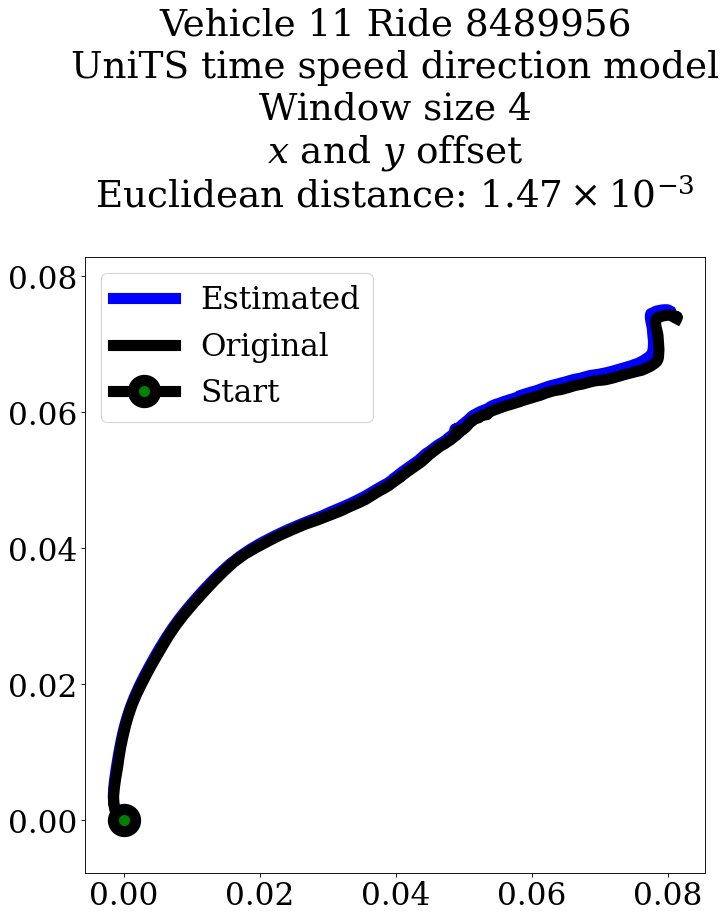 Vehicle 11 Ride 8489956
UniTS time speed direction model
Window size 4
x and y offset
Euclidean distance: 1.47 × 10⁻³
Estimated
Original
Start
0.08
0.06
0.04
0.02
0.00
0.00 0.02 0.04 0.06 0.08